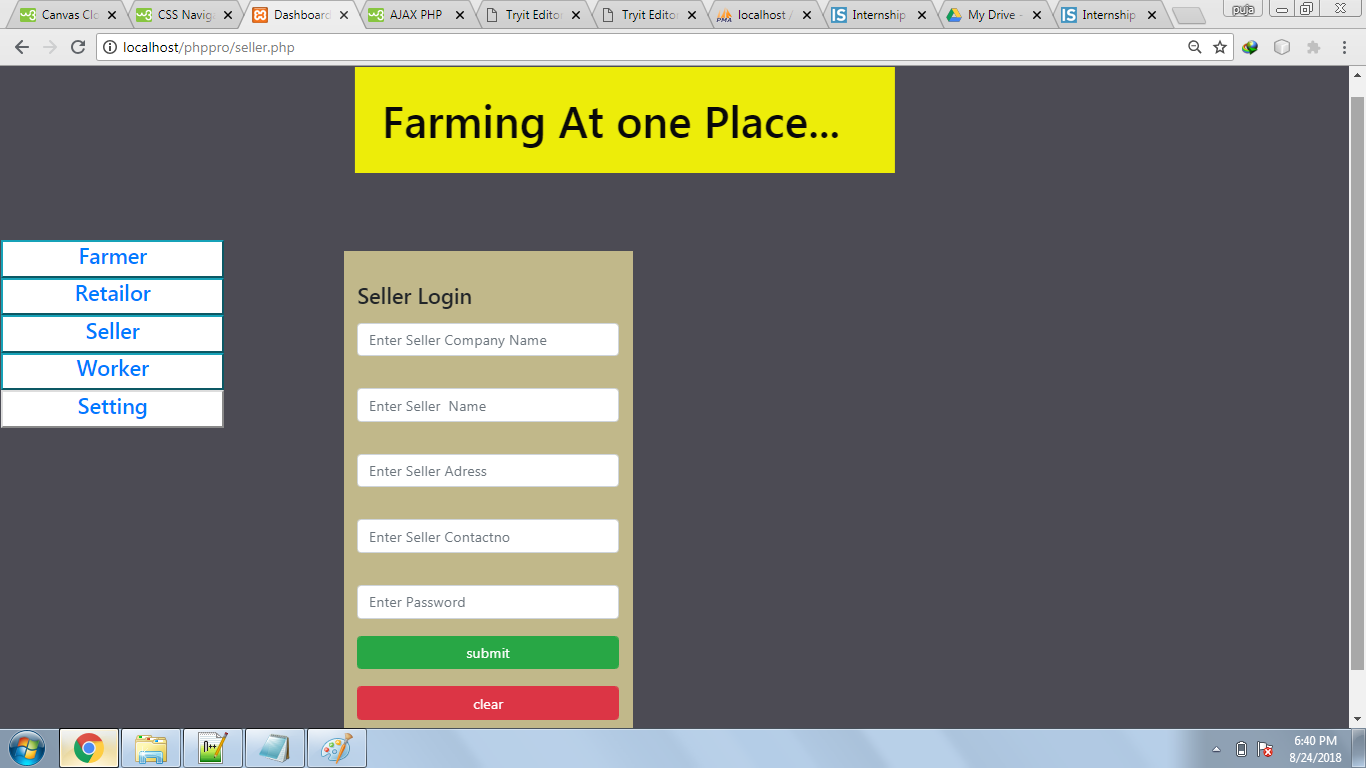 Canvas Cl
CSS Navig
Dashboard
AJAX PHP
Tryit Edito
Tryit Edito
localhost /
Internship
My Drive -
Internship
puja
localhost/phppro/seller.php
Farming At one Place...
Farmer
Retailor
Seller
Worker
Setting
Seller Login
Enter Seller Company Name
Enter Seller  Name
Enter Seller Adress
Enter Seller Contactno
Enter Password
submit
clear
6:40 PM
8/24/2018